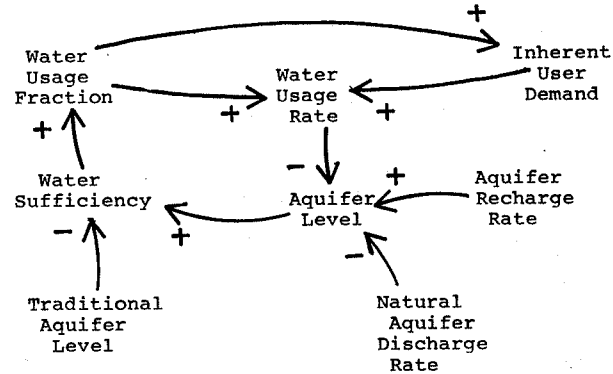 +
Water
Usage
Fraction
Inherent
User
Demand
Water
Usage
Rate
+
+
+
−
Water
Sufficiency
Aquifer
Level
+
Aquifer
Recharge
Rate
−
+
−
Traditional
Aquifer
Level
Natural
Aquifer
Discharge
Rate